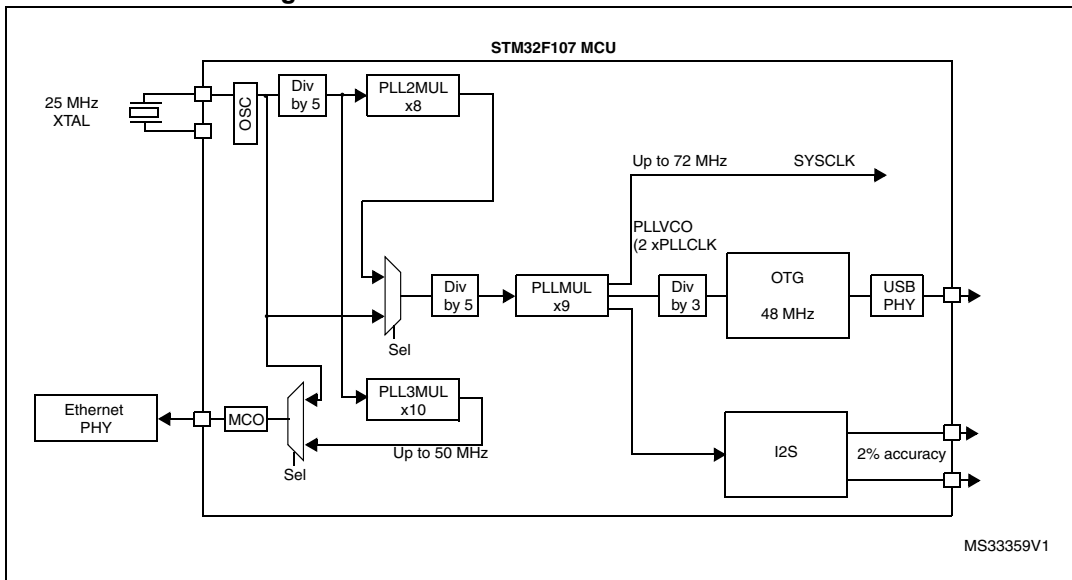 STM32F107 MCU
25 MHz
XTAL
OSC
Div
by 5
PLL2MUL
x8
Up to 72 MHz
SYSCLK
PLLVCO
(2 xPLLCLK
Div
by 5
PLLMUL
x9
Div
by 3
OTG
48 MHz
USB
PHY
Sel
Ethernet
PHY
MCO
PLL3MUL
x10
Up to 50 MHz
Sel
I2S
2% accuracy
MS33359V1